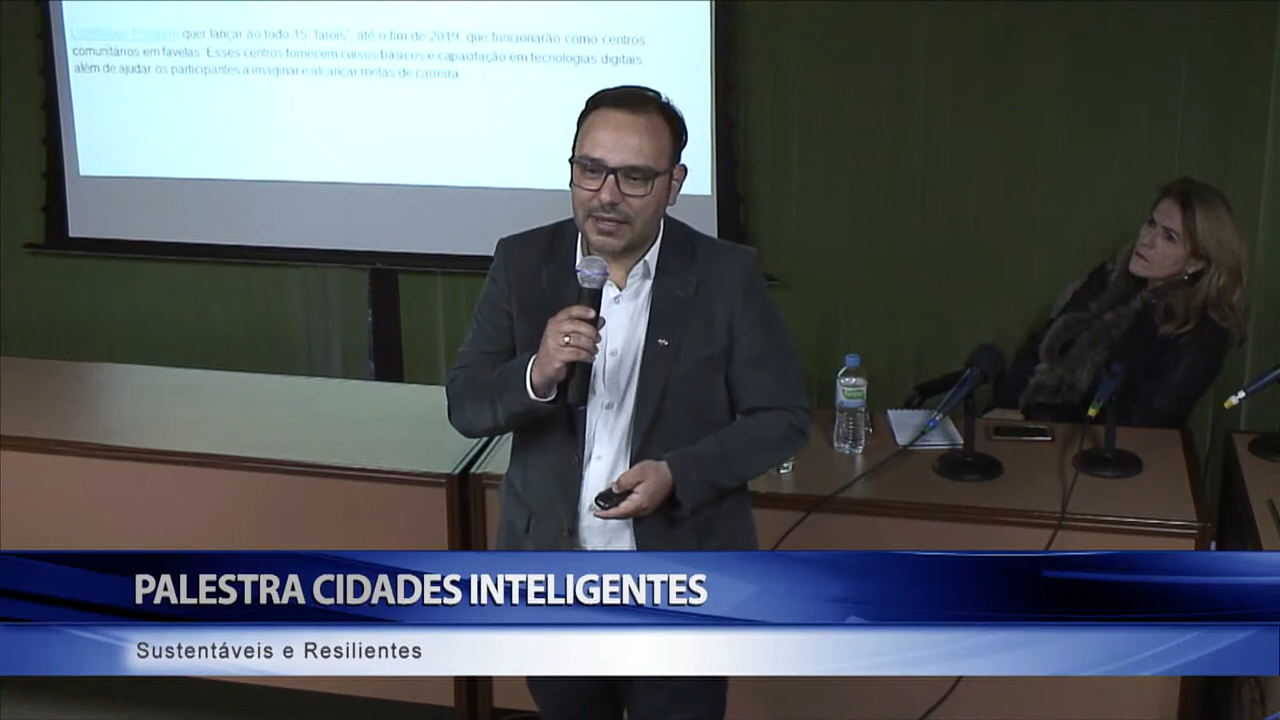 quer lançar ao todo 15 "faróis", até o fim de 2019, que funcionarão como centros
comunitários em favelas. Esses centros fornecem cursos básicos e capacitação em tecnologias digitais,
além de ajudar os participantes a imaginar e alcançar metas de carreira
PALESTRA CIDADES INTELIGENTES
Sustentáveis e Resilientes